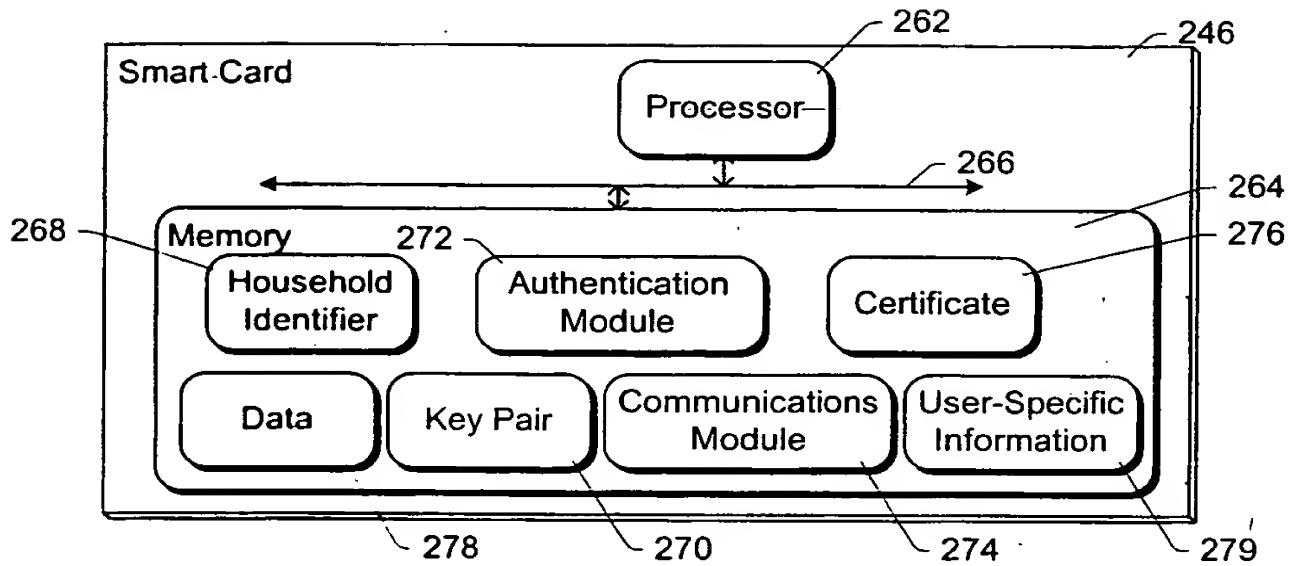 262
246
Smart-Card
Processor
266
264
268
Memory
272
276
Household
Identifier
Authentication
Module
Certificate
Data
Key Pair
Communications
Module
User-Specific
Information
278
270
274
279